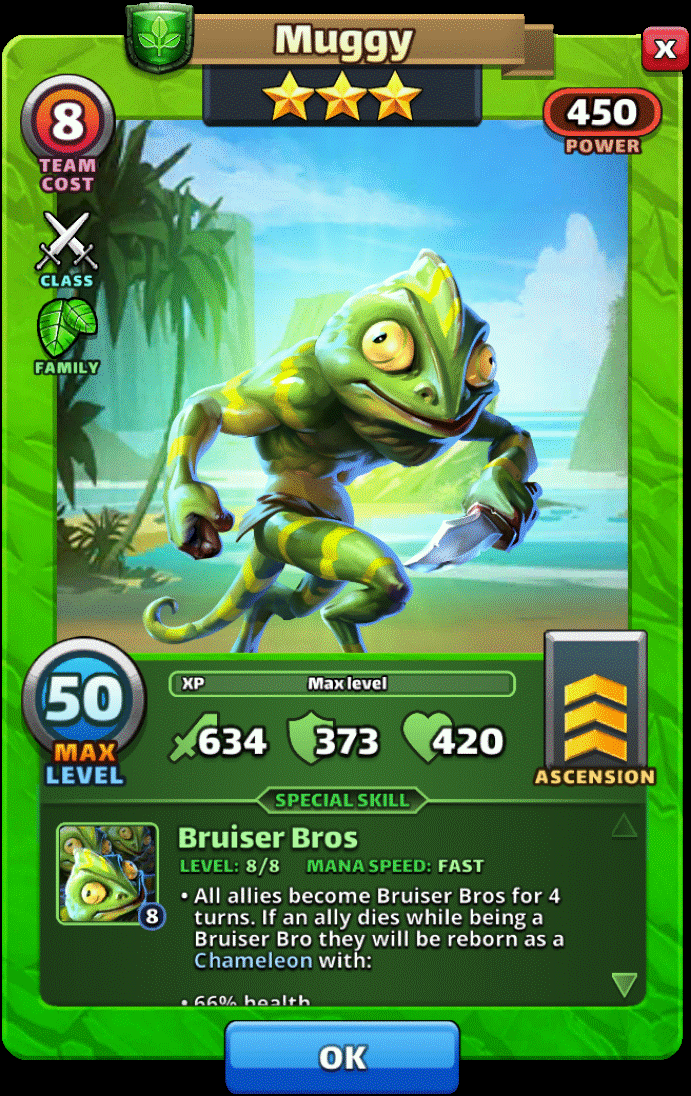 Muggy
X
8
TEAM
COST
450
POWER
CLASS
FAMILY
50
MAX
LEVEL
XP Max level
634 373 420
ASCENSION
SPECIAL SKILL
Bruiser Bros
LEVEL: 8/8 MANA SPEED: FAST
8
• All allies become Bruiser Bros for 4
turns. If an ally dies while being a
Bruiser Bro they will be reborn as a
Chameleon with:
• 66% health
OK